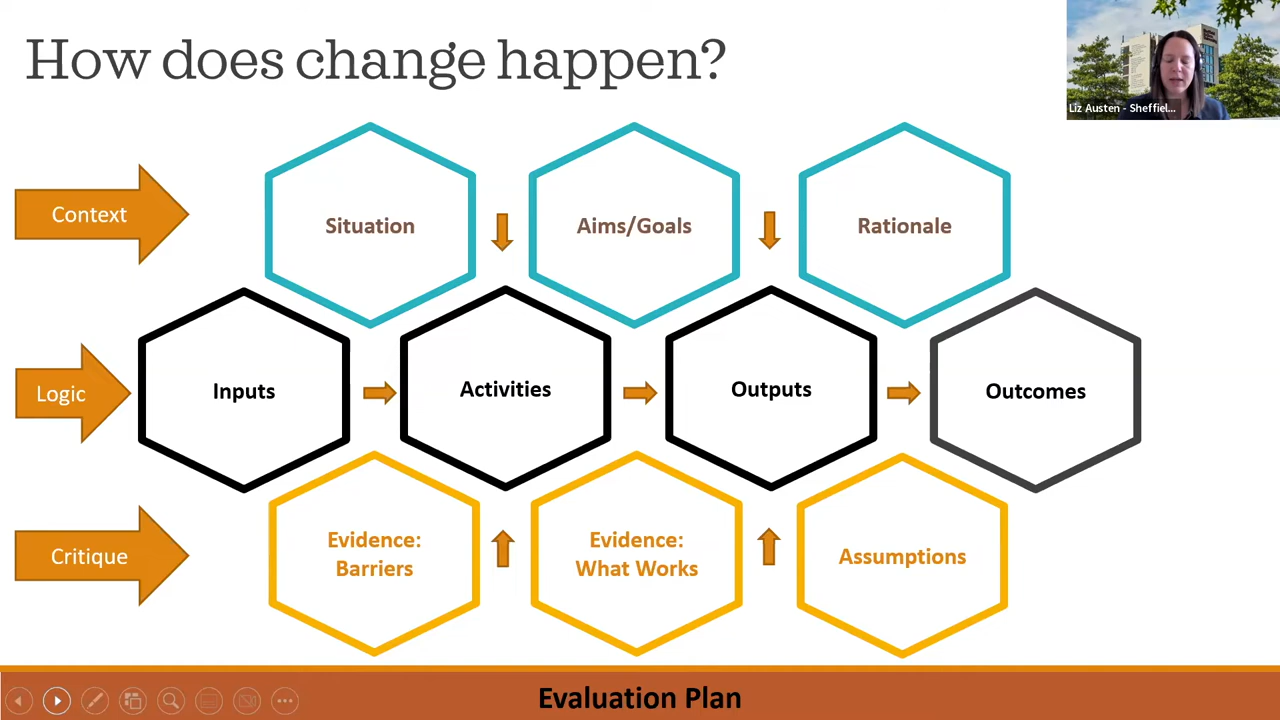 How does change happen?
Liz Austen - Sheffiel...
Context
Situation
Aims/Goals
Rationale
Logic
Inputs
Activities
Outputs
Outcomes
Critique
Evidence:
Barriers
Evidence:
What Works
Assumptions
Evaluation Plan